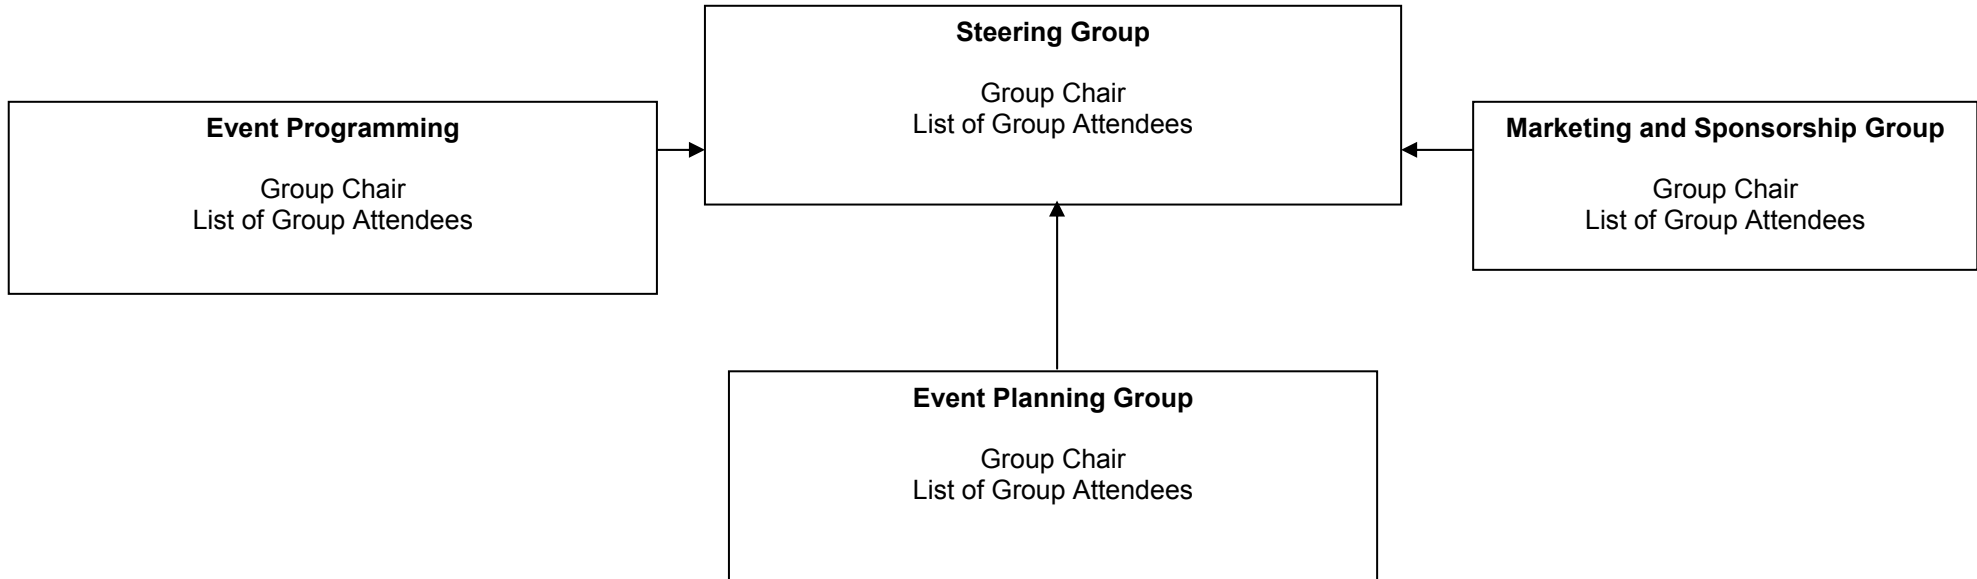 Steering Group
Group Chair
List of Group Attendees
Event Programming
Group Chair
List of Group Attendees
Marketing and Sponsorship Group
Group Chair
List of Group Attendees
Event Planning Group
Group Chair
List of Group Attendees